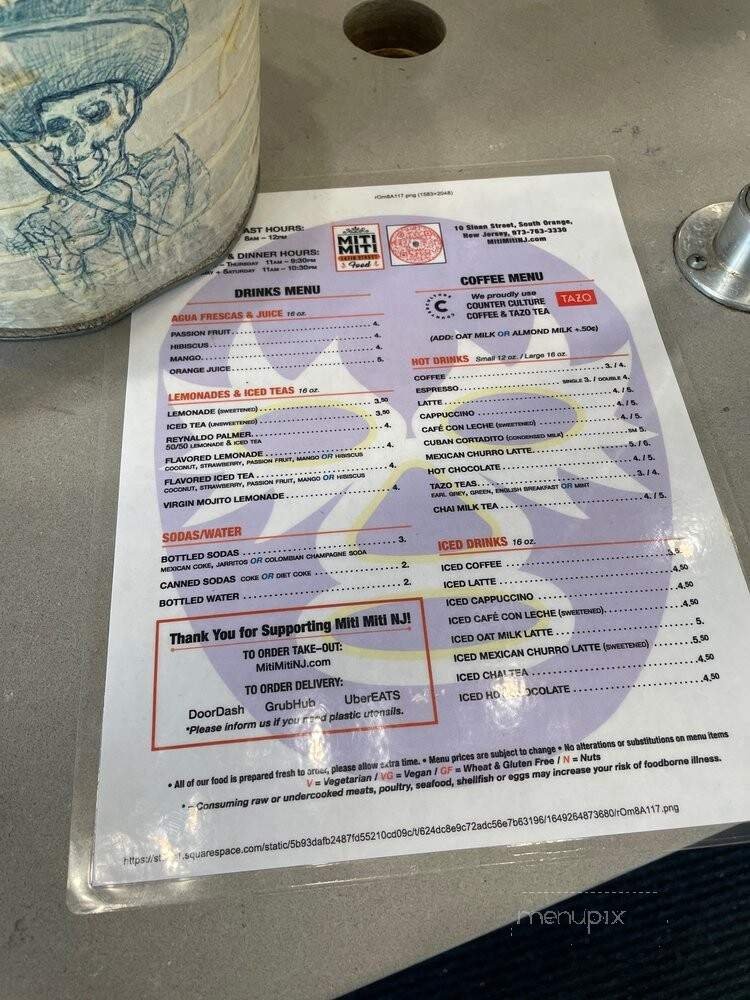 rOm8A117.png (1583×2048)
AST HOURS:
8AM – 12PM
& DINNER HOURS:
THURSDAY 11AM – 9:30PM
+ SATURDAY 11AM – 10:30PM
MITI
MITI
LATIN STREET
Food
10 Sloan Street, South Orange,
New Jersey, 973-763-3330
MitiMitiNJ.com
DRINKS MENU
AGUA FRESCAS & JUICE 16 oz.
PASSION FRUIT 4.
HIBISCUS 4.
MANGO 4.
ORANGE JUICE 5.
LEMONADES & ICED TEAS 16 oz.
LEMONADE (SWEETENED) 3.50
ICED TEA (UNSWEETENED) 3.50
REYNALDO PALMER 4.
50/50 LEMONADE & ICED TEA
FLAVORED LEMONADE 4.
COCONUT, STRAWBERRY, PASSION FRUIT, MANGO OR HIBISCUS
FLAVORED ICED TEA 4.
COCONUT, STRAWBERRY, PASSION FRUIT, MANGO OR HIBISCUS
VIRGIN MOJITO LEMONADE 4.
SODAS/WATER
BOTTLED SODAS 3.
MEXICAN COKE, JARRITOS OR COLOMBIAN CHAMPAGNE SODA
CANNED SODAS COKE OR DIET COKE 2.
BOTTLED WATER 2.
Thank You for Supporting Miti Miti NJ!
TO ORDER TAKE-OUT:
MitiMitiNJ.com
TO ORDER DELIVERY:
DoorDash GrubHub UberEATS
*Please inform us if you need plastic utensils.
COFFEE MENU
We proudly use
COUNTER CULTURE
COFFEE & TAZO TEA
TAZO
(ADD: OAT MILK OR ALMOND MILK +.50¢)
HOT DRINKS Small 12 oz. / Large 16 oz.
COFFEE 3. / 4.
ESPRESSO SINGLE 3. / DOUBLE 4.
LATTE 4. / 5.
CAPPUCCINO 4. / 5.
CAFÉ CON LECHE (SWEETENED) 4. / 5.
CUBAN CORTADITO (CONDENSED MILK) SM 5.
MEXICAN CHURRO LATTE 5. / 6.
HOT CHOCOLATE 4. / 5.
TAZO TEAS 3. / 4.
EARL GREY, GREEN, ENGLISH BREAKFAST OR MINT
CHAI MILK TEA 4. / 5.
ICED DRINKS 16 oz.
ICED COFFEE 3.50
ICED LATTE 4.50
ICED CAPPUCCINO 4.50
ICED CAFÉ CON LECHE (SWEETENED) 4.50
ICED OAT MILK LATTE 5.
ICED MEXICAN CHURRO LATTE (SWEETENED) 5.50
ICED CHAI TEA 4.50
ICED HO CHOCOLATE 4.50
• All of our food is prepared fresh to order, please allow extra time. • Menu prices are subject to change • No alterations or substitutions on menu items
V = Vegetarian / VG = Vegan / GF = Wheat & Gluten Free / N = Nuts
* = Consuming raw or undercooked meats, poultry, seafood, shellfish or eggs may increase your risk of foodborne illness.
https://st 1.squarespace.com/static/5b93dafb2487fd55210cd09c/t/624dc8e9c72adc56e7b63196/1649264873680/rOm8A117.png
menupix